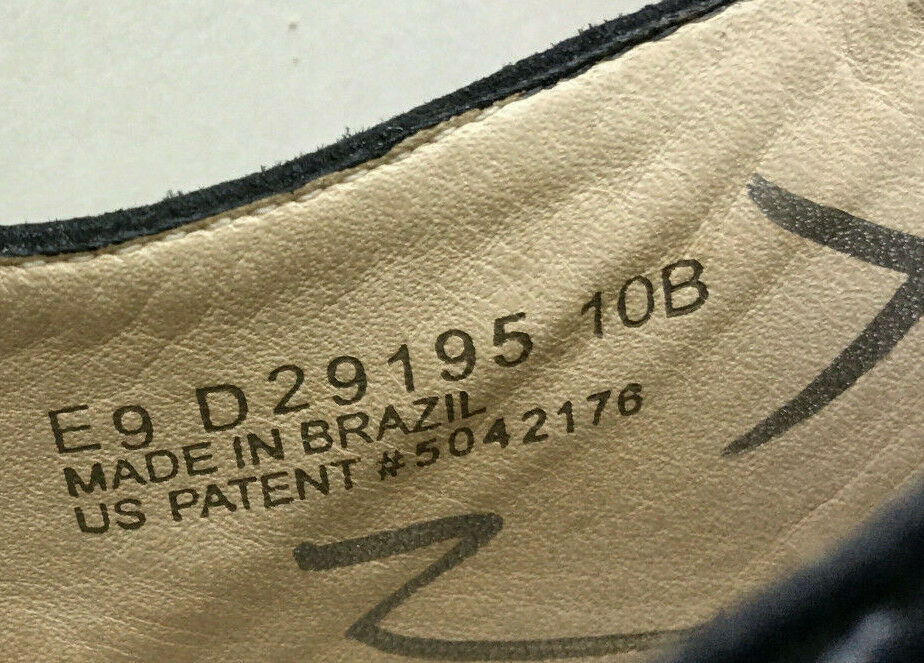 E9 D29195 10B
MADE IN BRAZIL
US PATENT #5042176